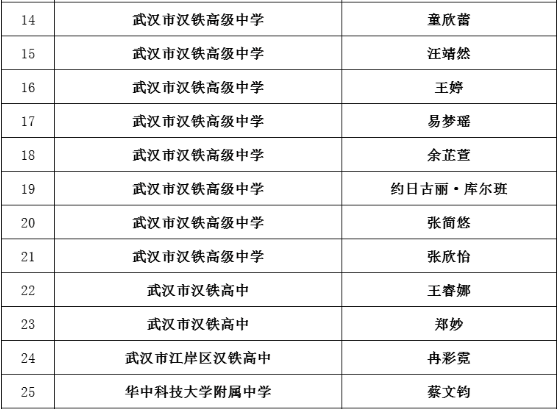 14 武汉市汉铁高级中学 童欣蕾
15 武汉市汉铁高级中学 汪靖然
16 武汉市汉铁高级中学 王婷
17 武汉市汉铁高级中学 易梦瑶
18 武汉市汉铁高级中学 余芷萱
19 武汉市汉铁高级中学 约日古丽·库尔班
20 武汉市汉铁高级中学 张简悠
21 武汉市汉铁高级中学 张欣怡
22 武汉市汉铁高中 王睿娜
23 武汉市汉铁高中 郑妙
24 武汉市江岸区汉铁高中 冉彩霓
25 华中科技大学附属中学 蔡文钧